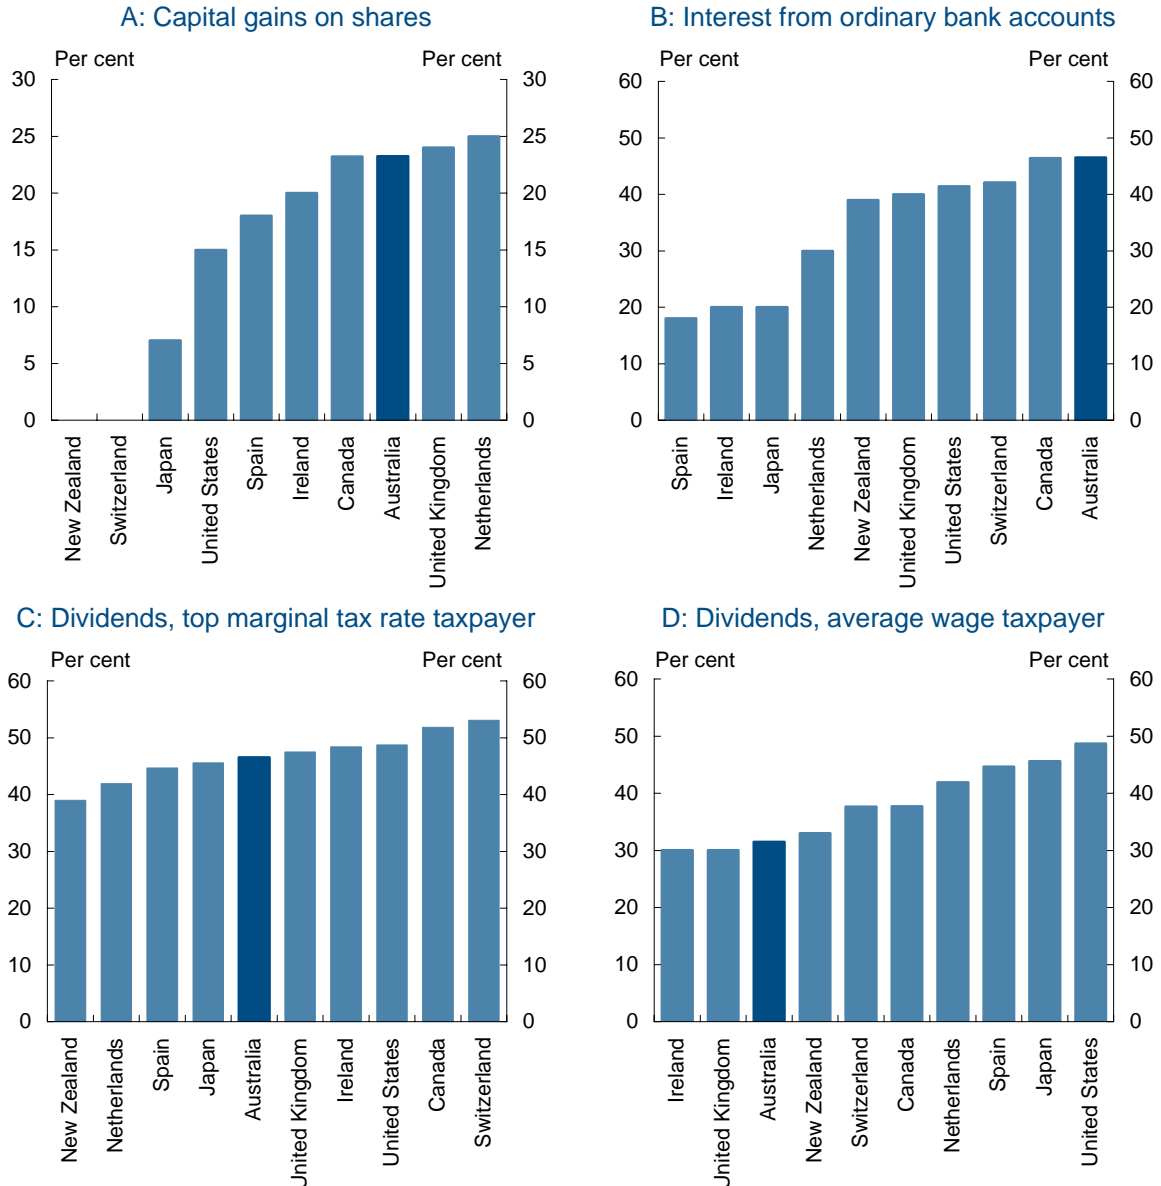 A: Capital gains on shares
Per cent Per cent
30 30
25 25
20 20
15 15
10 10
5 5
0 0
New Zealand
Switzerland
Japan
United States
Spain
Ireland
Canada
Australia
United Kingdom
Netherlands
B: Interest from ordinary bank accounts
Per cent Per cent
60 60
50 50
40 40
30 30
20 20
10 10
0 0
Spain
Ireland
Japan
Netherlands
New Zealand
United Kingdom
United States
Switzerland
Canada
Australia
C: Dividends, top marginal tax rate taxpayer
Per cent Per cent
60 60
50 50
40 40
30 30
20 20
10 10
0 0
New Zealand
Netherlands
Spain
Japan
Australia
United Kingdom
Ireland
United States
Canada
Switzerland
D: Dividends, average wage taxpayer
Per cent Per cent
60 60
50 50
40 40
30 30
20 20
10 10
0 0
Ireland
United Kingdom
Australia
New Zealand
Switzerland
Canada
Netherlands
Spain
Japan
United States